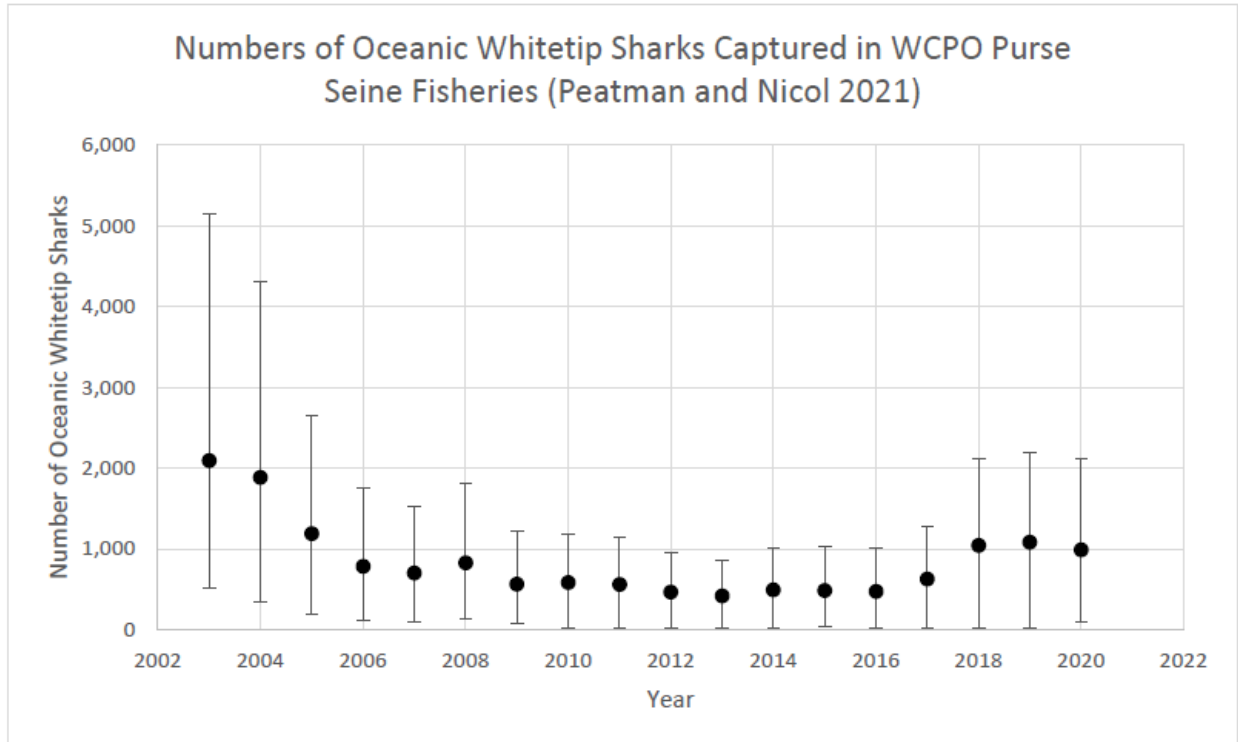 Numbers of Oceanic Whitetip Sharks Captured in WCPO Purse
Seine Fisheries (Peatman and Nicol 2021)
Number of Oceanic Whitetip Sharks
6,000
5,000
4,000
3,000
2,000
1,000
0
2002 2004 2006 2008 2010 2012 2014 2016 2018 2020 2022
Year